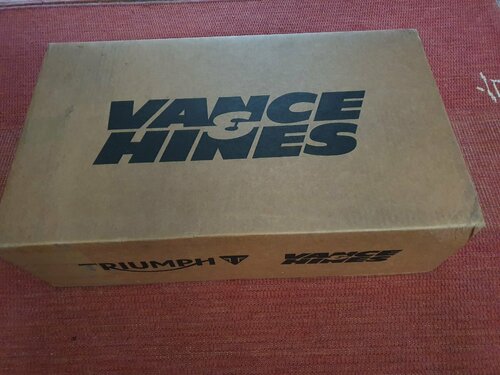 VANCE
&
HINES
TRIUMPH
VANCE
&
HINES